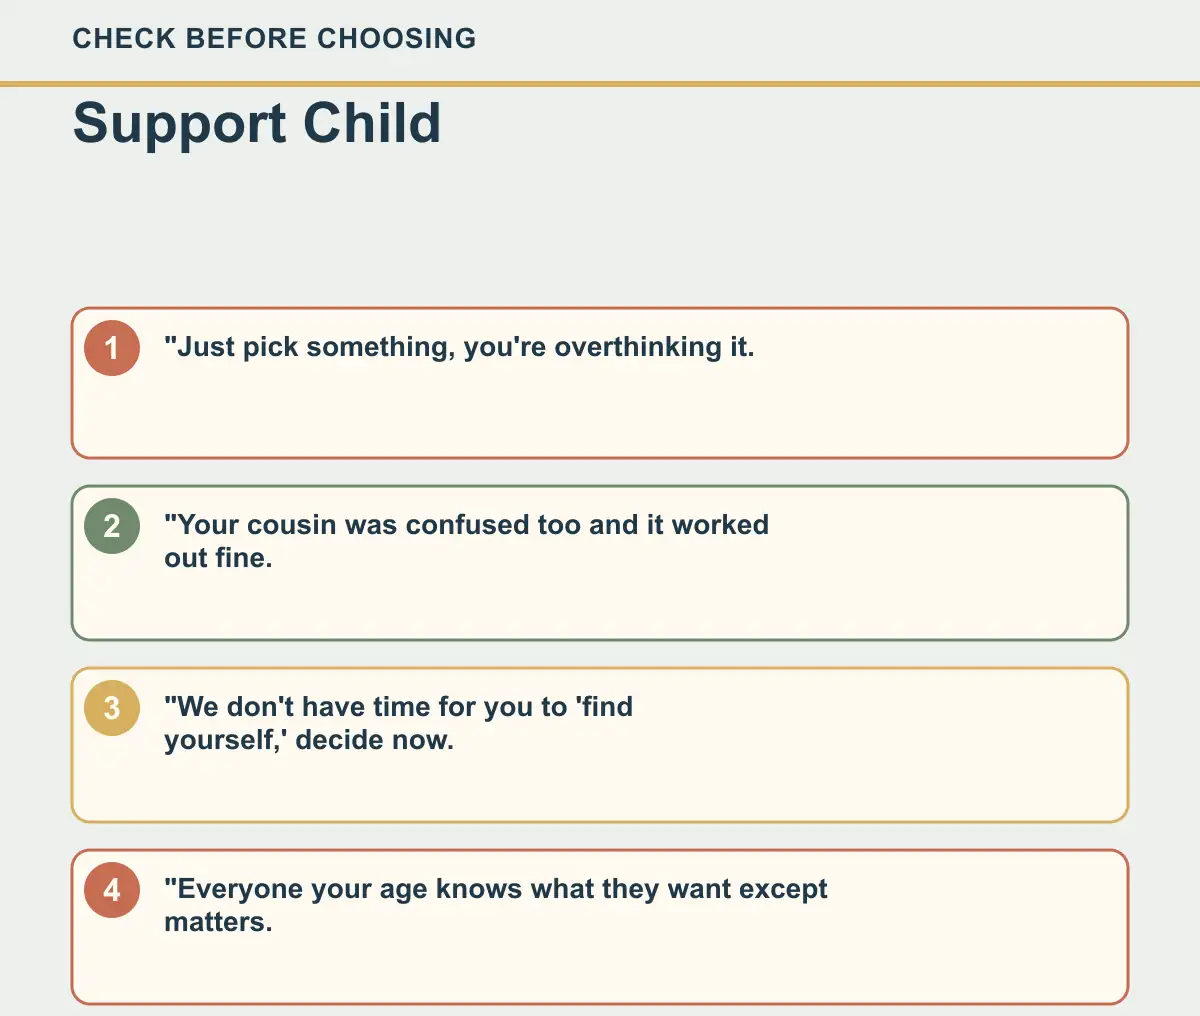 CHECK BEFORE CHOOSING
Support Child
1
"Just pick something, you're overthinking it.
2
"Your cousin was confused too and it worked
out fine.
3
"We don't have time for you to 'find
yourself,' decide now.
4
"Everyone your age knows what they want except
matters.